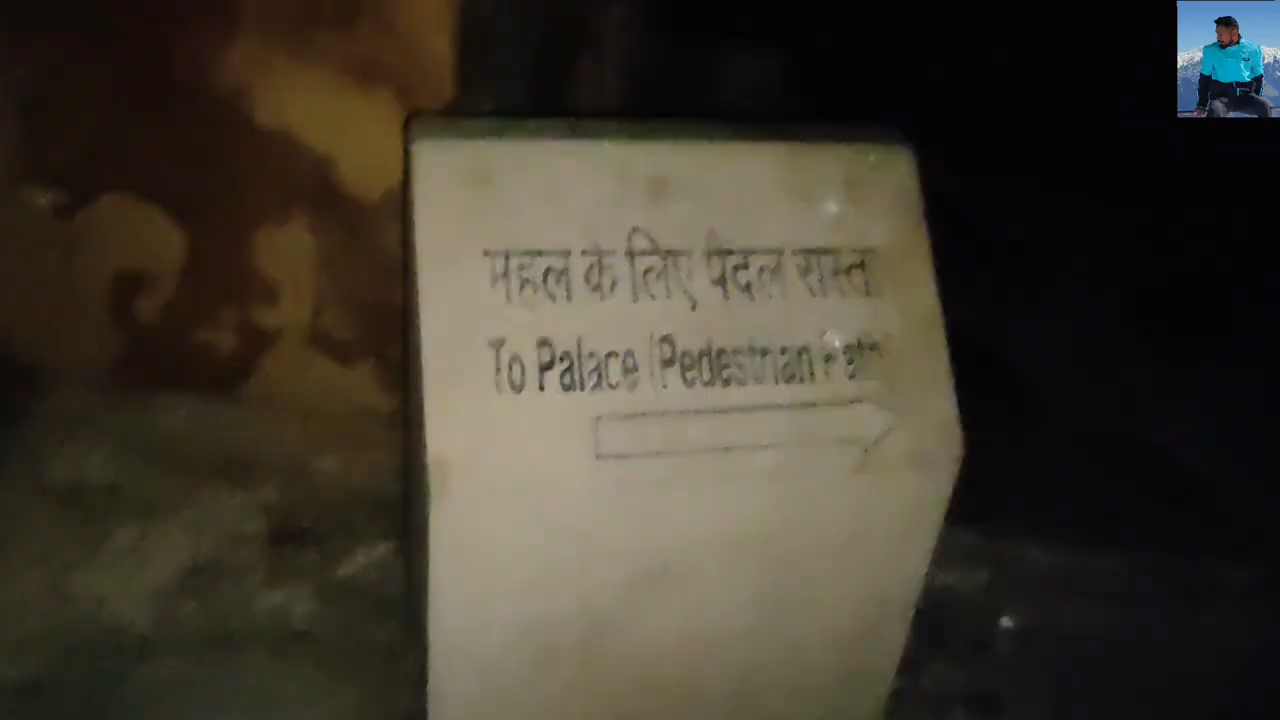 महल के लिए पैदल रास्ता
To Palace (Pedestrian Path)